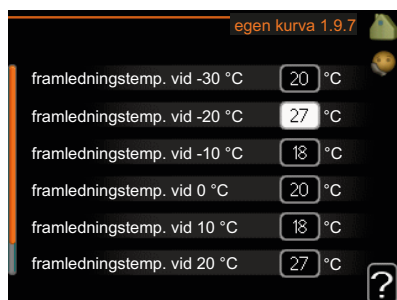 egen kurva 1.9.7
framledningstemp. vid -30 °C 20 °C
framledningstemp. vid -20 °C 27 °C
framledningstemp. vid -10 °C 18 °C
framledningstemp. vid 0 °C 20 °C
framledningstemp. vid 10 °C 18 °C
framledningstemp. vid 20 °C 27 °C
?